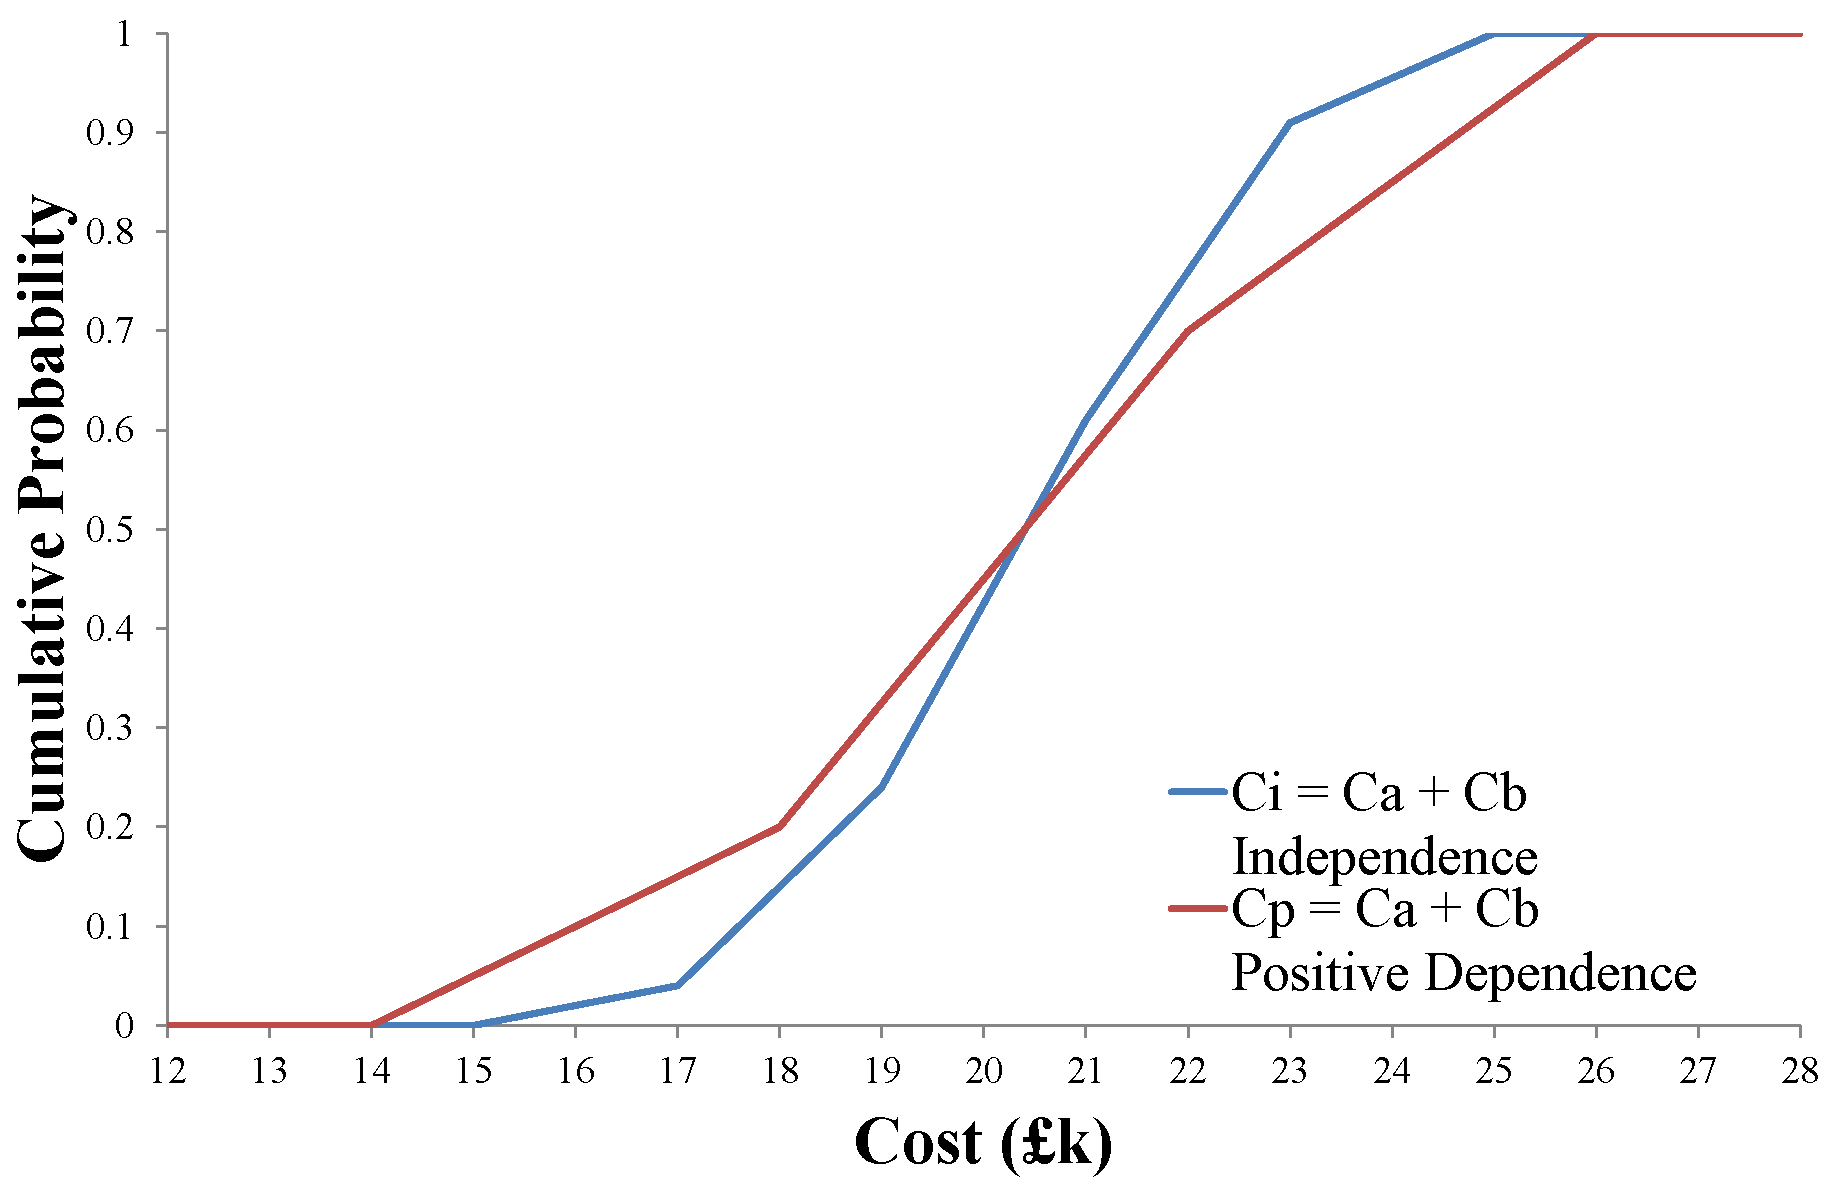 Cumulative Probability
1
0.9
0.8
0.7
0.6
0.5
0.4
0.3
0.2
0.1
0
12 13 14 15 16 17 18 19 20 21 22 23 24 25 26 27 28
Cost (£k)
Ci = Ca + Cb
Independence
Cp = Ca + Cb
Positive Dependence